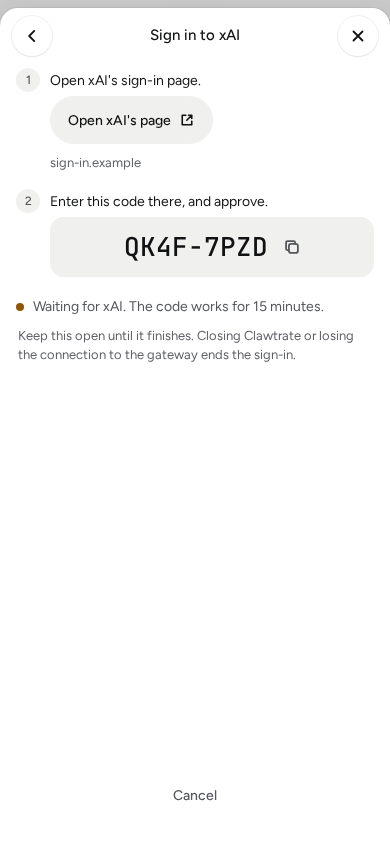 Sign in to xAI
1
Open xAI's sign-in page.
Open xAI's page
sign-in.example
2
Enter this code there, and approve.
QK4F-7PZD
Waiting for xAI. The code works for 15 minutes.
Keep this open until it finishes. Closing Clawtrate or losing
the connection to the gateway ends the sign-in.
Cancel